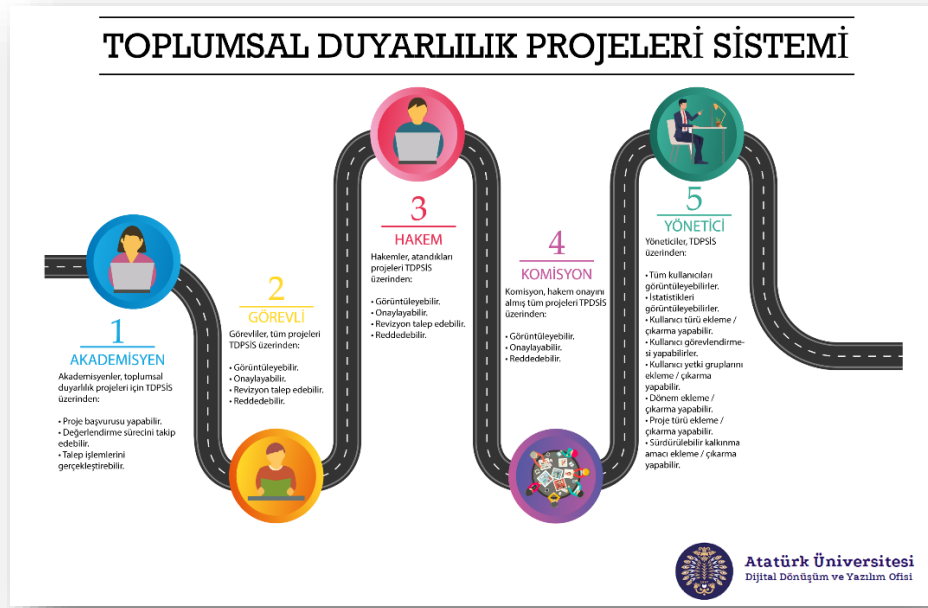 TOPLUMSAL DUYARLILIK PROJELERİ SİSTEMİ
1
AKADEMİSYEN
Akademisyenler, toplumsal
duyarlılık projeleri için TDPSİS
üzerinden:
• Proje başvurusu yapabilir.
• Değerlendirme sürecini takip
edebilir.
• Talep işlemlerini
gerçekleştirebilir.
2
GÖREVLİ
Görevliler, tüm projeleri
TDPSİS üzerinden:
• Görüntüleyebilir.
• Onaylayabilir.
• Revizyon talep edebilir.
• Reddedebilir.
3
HAKEM
Hakemler, atandıkları
projeleri TDPSİS
üzerinden:
• Görüntüleyebilir.
• Onaylayabilir.
• Revizyon talep edebilir.
• Reddedebilir.
4
KOMİSYON
Komisyon, hakem onayını
almış tüm projeleri TPDSİS
üzerinden:
• Görüntüleyebilir.
• Onaylayabilir.
• Reddedebilir.
5
YÖNETİCİ
Yöneticiler, TDPSİS
üzerinden:
• Tüm kullanıcıları
görüntüleyebilirler.
• İstatistikleri
görüntüleyebilirler.
• Kullanıcı türü ekleme /
çıkarma yapabilir.
• Kullanıcı görevlendirme-
si yapabilirler.
• Kullanıcı yetki gruplarını
ekleme / çıkarma
yapabilir.
• Dönem ekleme /
çıkarma yapabilir.
• Proje türü ekleme /
çıkarma yapabilir.
• Sürdürülebilir kalkınma
amacı ekleme / çıkarma
yapabilir.
Atatürk Üniversitesi
Dijital Dönüşüm ve Yazılım Ofisi